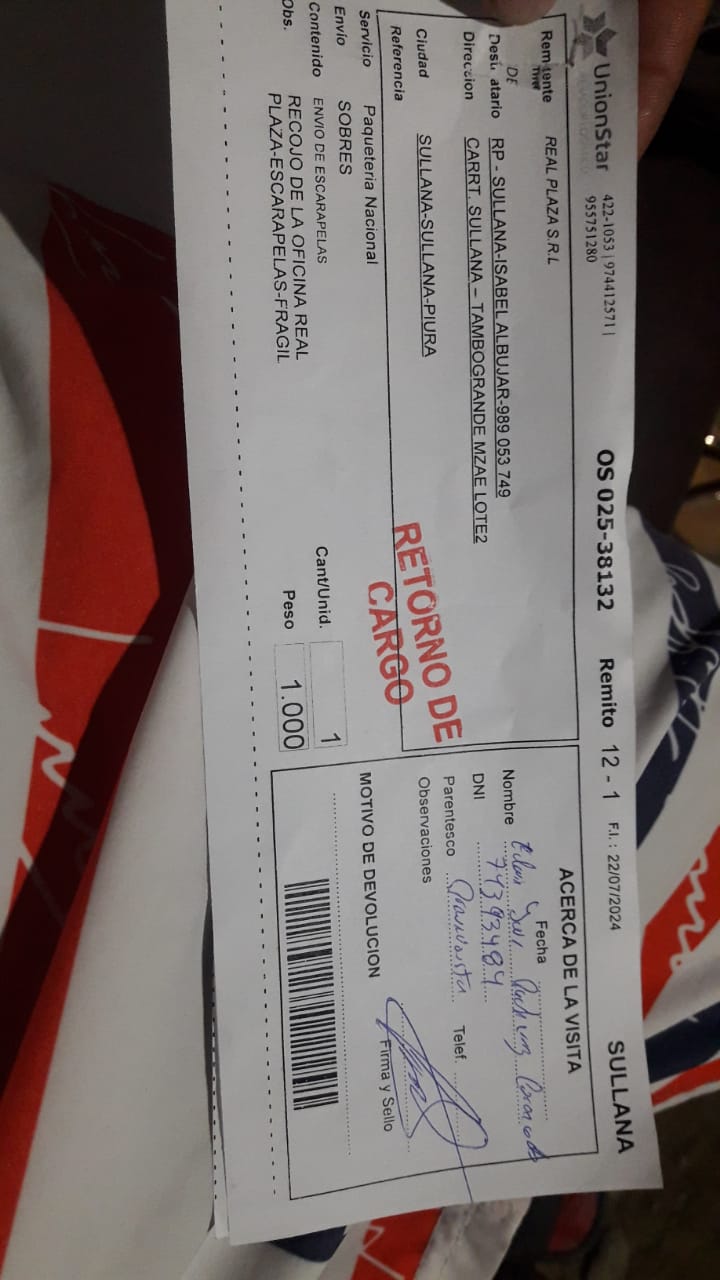 UnionStar 422-1053 | 974412571 |
955751280
OS 025-38132 Remito 12 - 1 F.I. : 22/07/2024 SULLANA
Remitente REAL PLAZA S.R.L
DE
Destinatario RP - SULLANA-ISABEL ALBUJAR-989 053 749
Direccion CARRT. SULLANA – TAMBOGRANDE MZAE LOTE2
Ciudad SULLANA-SULLANA-PIURA
Referencia
Servicio Paqueteria Nacional
Envio SOBRES
Contenido ENVIO DE ESCARAPELAS
Obs. RECOJO DE LA OFICINA REAL
PLAZA-ESCARAPELAS-FRAGIL
RETORNO DE
CARGO
Cant/Unid. 1
Peso 1.000
ACERCA DE LA VISITA
Fecha
Nombre
DNI 74393484
Parentesco Telef.
Observaciones
Firma y Sello
MOTIVO DE DEVOLUCION